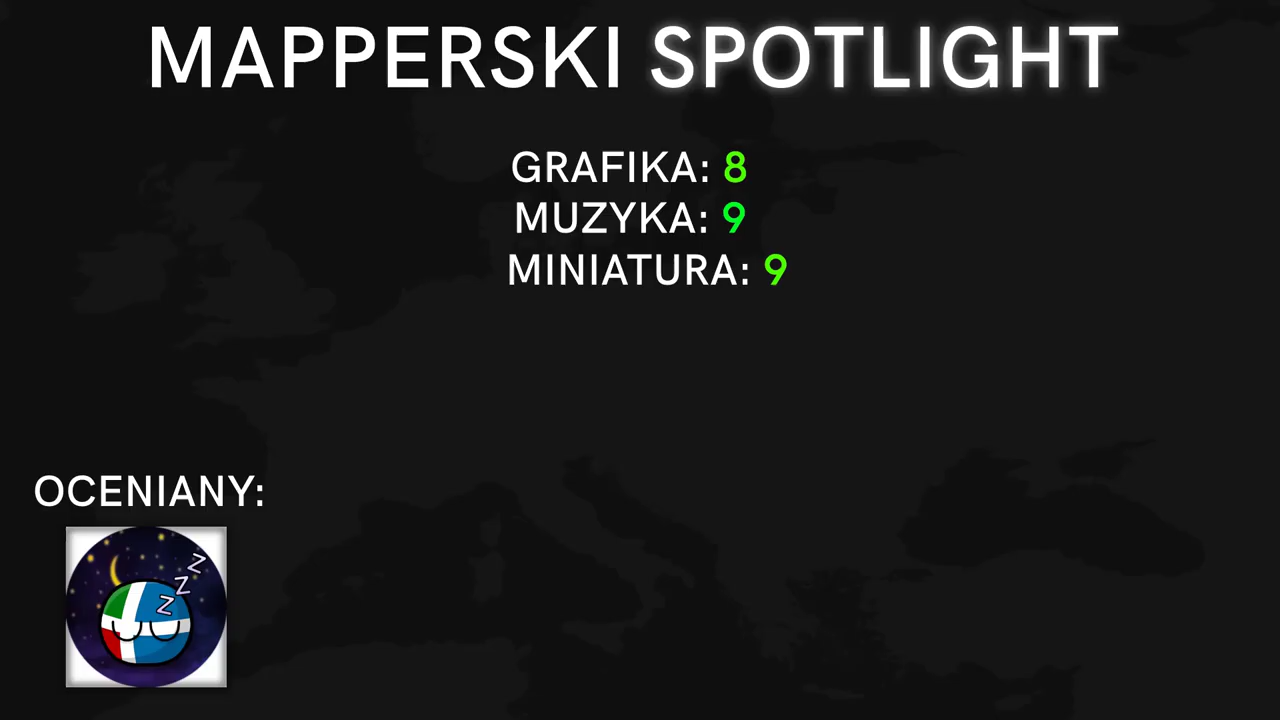 MAPPERSKI SPOTLIGHT
GRAFIKA: 8
MUZYKA: 9
MINIATURA: 9
OCENIANY:
Z
Z
Z